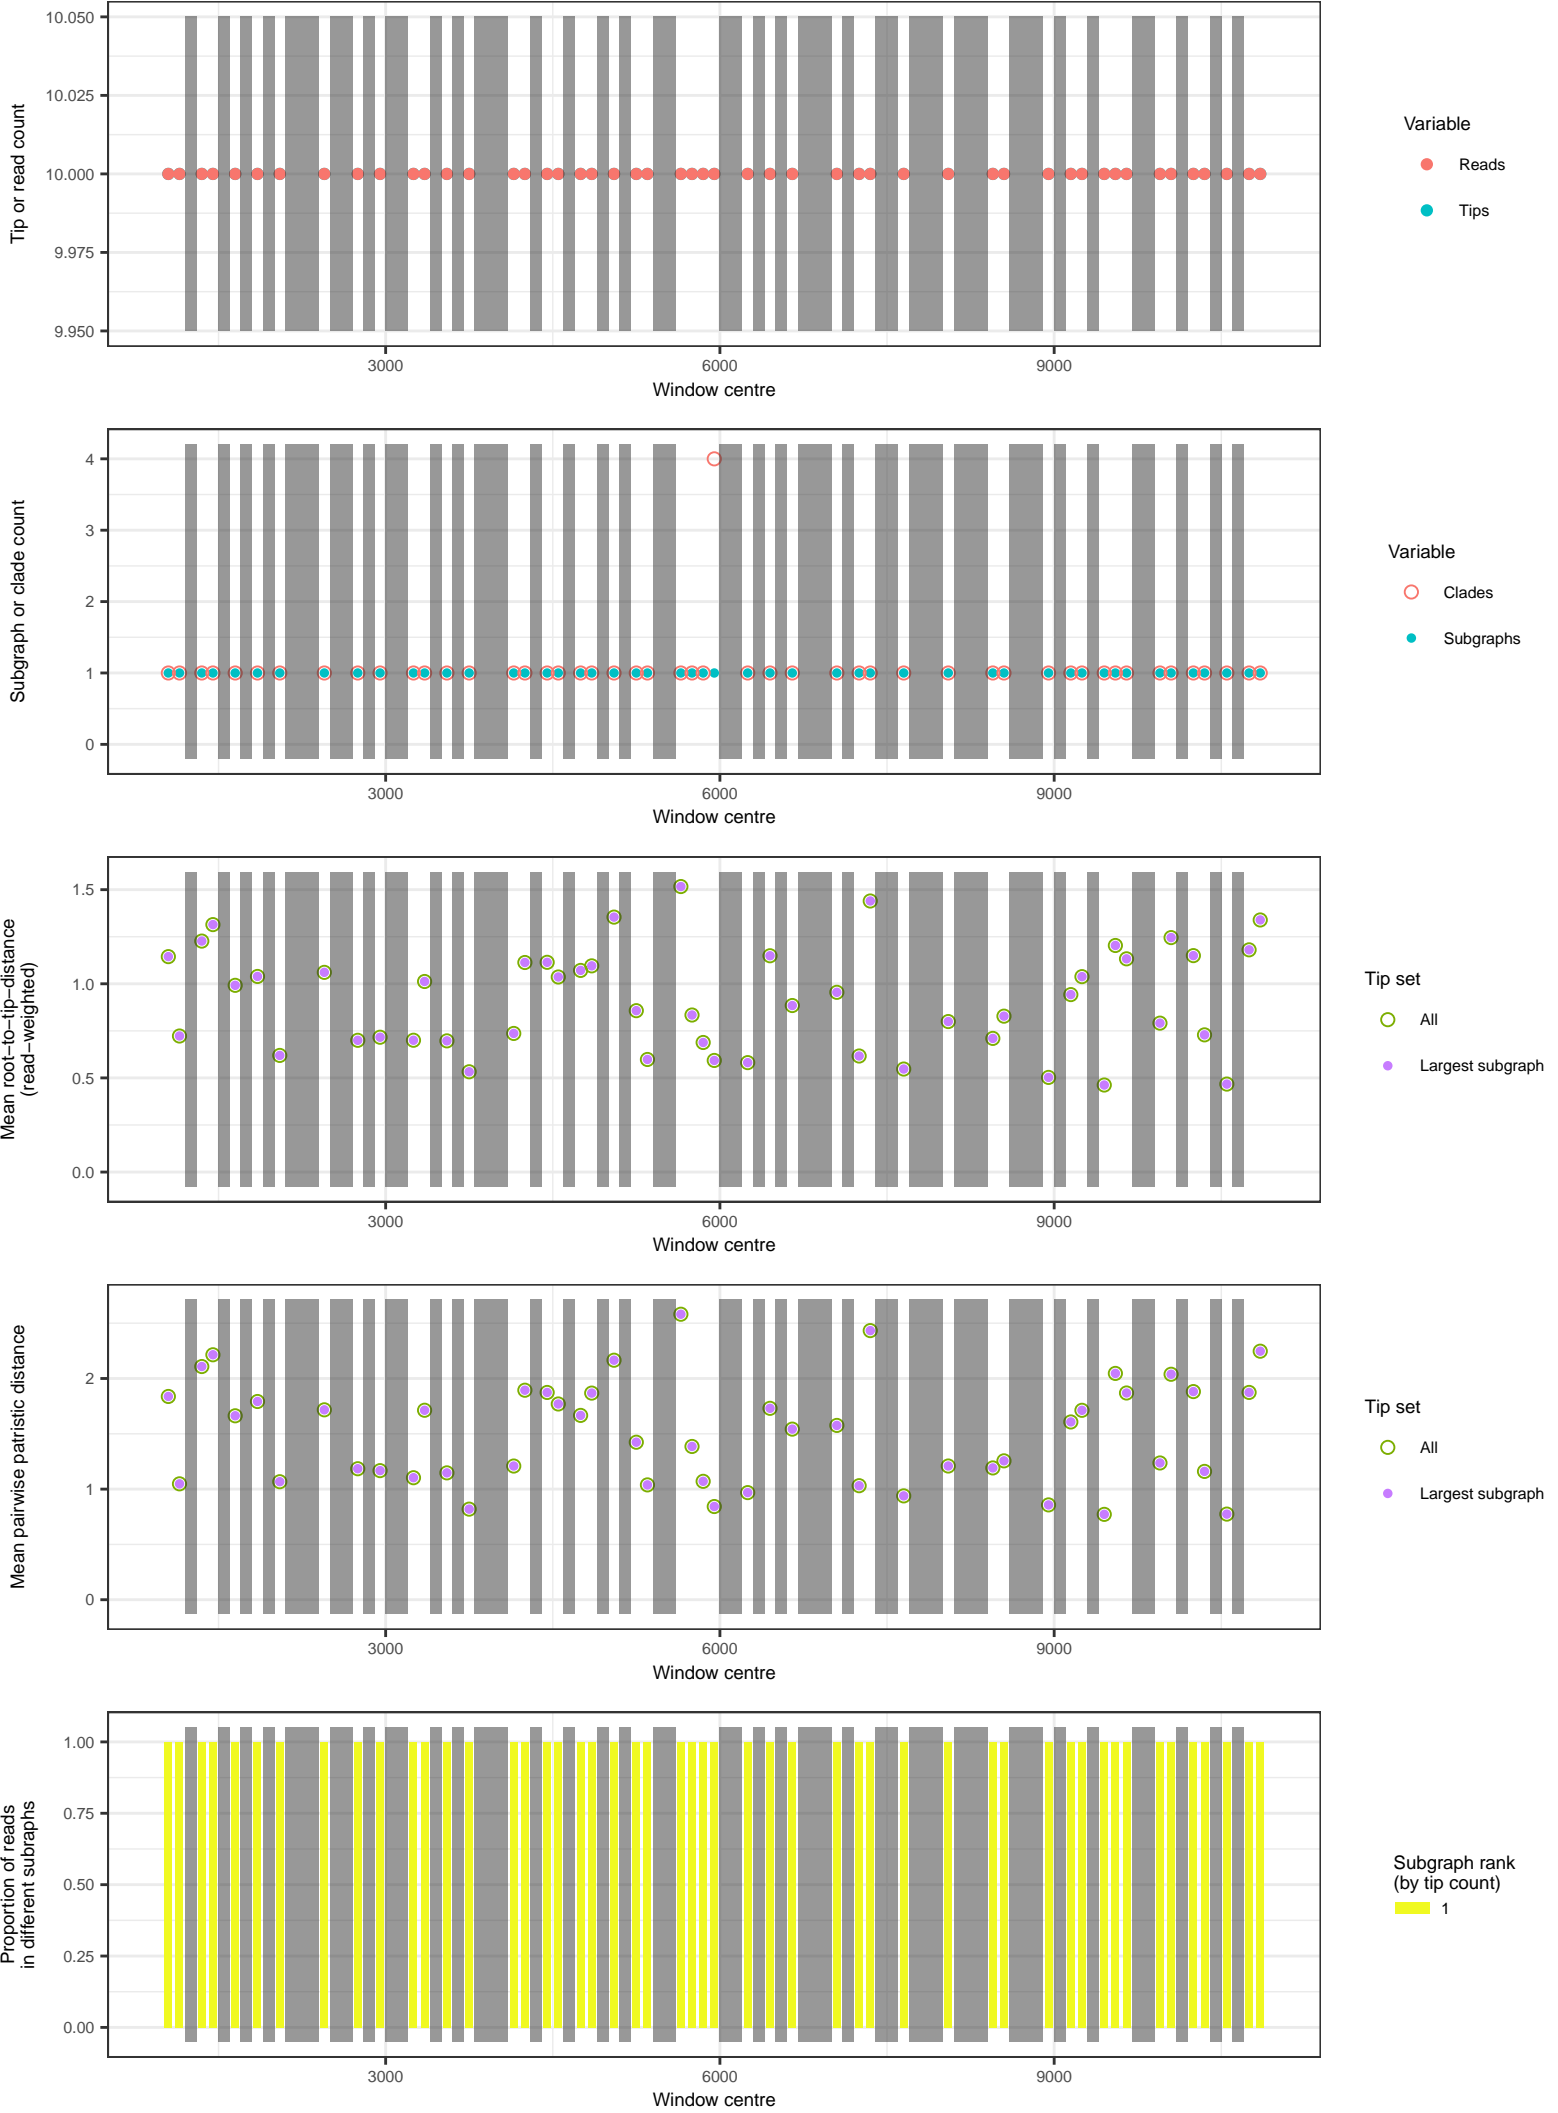 10.050
10.025
10.000
9.975
9.950
Tip or read count
3000
6000
9000
Window centre
Variable
Reads
Tips
4
3
2
1
0
Subgraph or clade count
3000
6000
9000
Window centre
Variable
Clades
Subgraphs
1.5
1.0
0.5
0.0
Mean root−to−tip−distance
(read−weighted)
3000
6000
9000
Window centre
Tip set
All
Largest subgraph
2
1
0
Mean pairwise patristic distance
3000
6000
9000
Window centre
Tip set
All
Largest subgraph
1.00
0.75
0.50
0.25
0.00
Proportion of reads
in different subraphs
3000
6000
9000
Window centre
Subgraph rank
(by tip count)
1